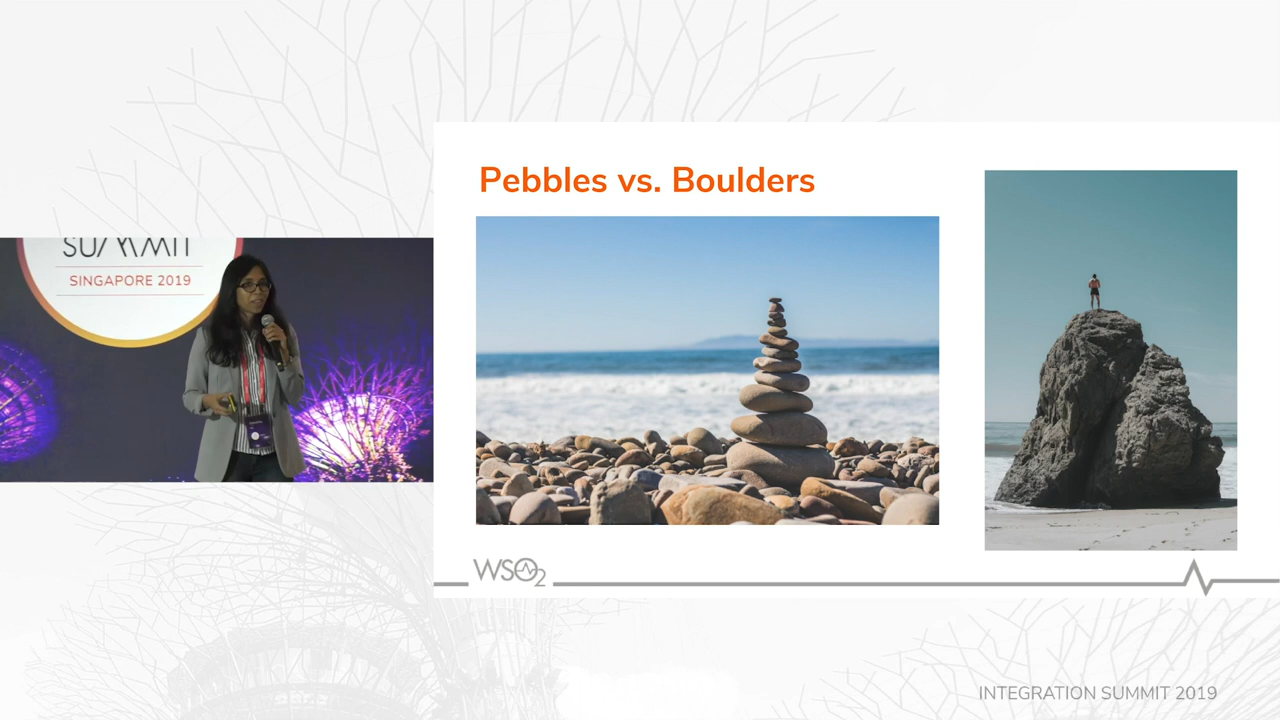 Pebbles vs. Boulders
SUMMIT
SINGAPORE 2019
WSO2
INTEGRATION SUMMIT 2019